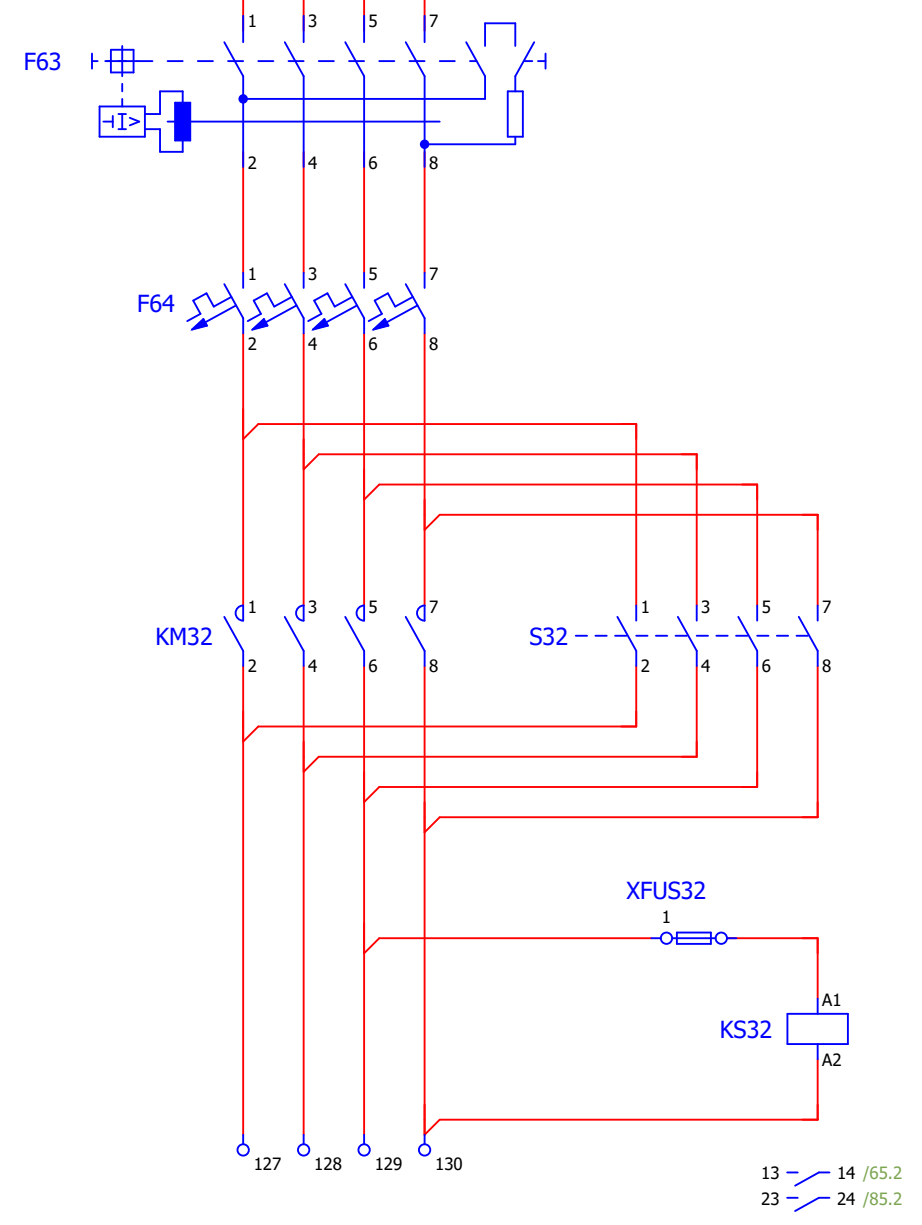 1 3 5 7
F63
I>
2 4 6 8
1 3 5 7
F64
2 4 6 8
1 3 5 7 1 3 5 7
KM32 S32
2 4 6 8 2 4 6 8
XFUS32
1
A1
KS32
A2
127 128 129 130
13 14 /65.2
23 24 /85.2